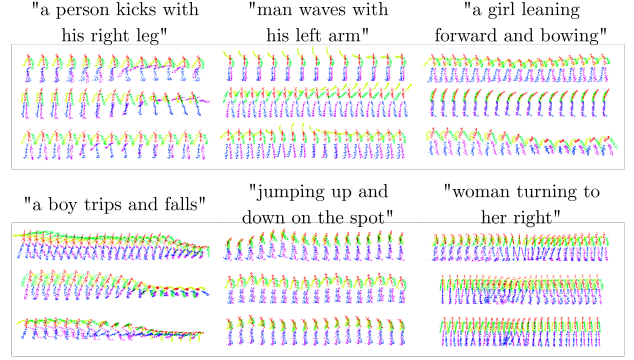 "a person kicks with
his right leg"
"man waves with
his left arm"
"a girl leaning
forward and bowing"
"a boy trips and falls"
"jumping up and
down on the spot"
"woman turning to
her right"